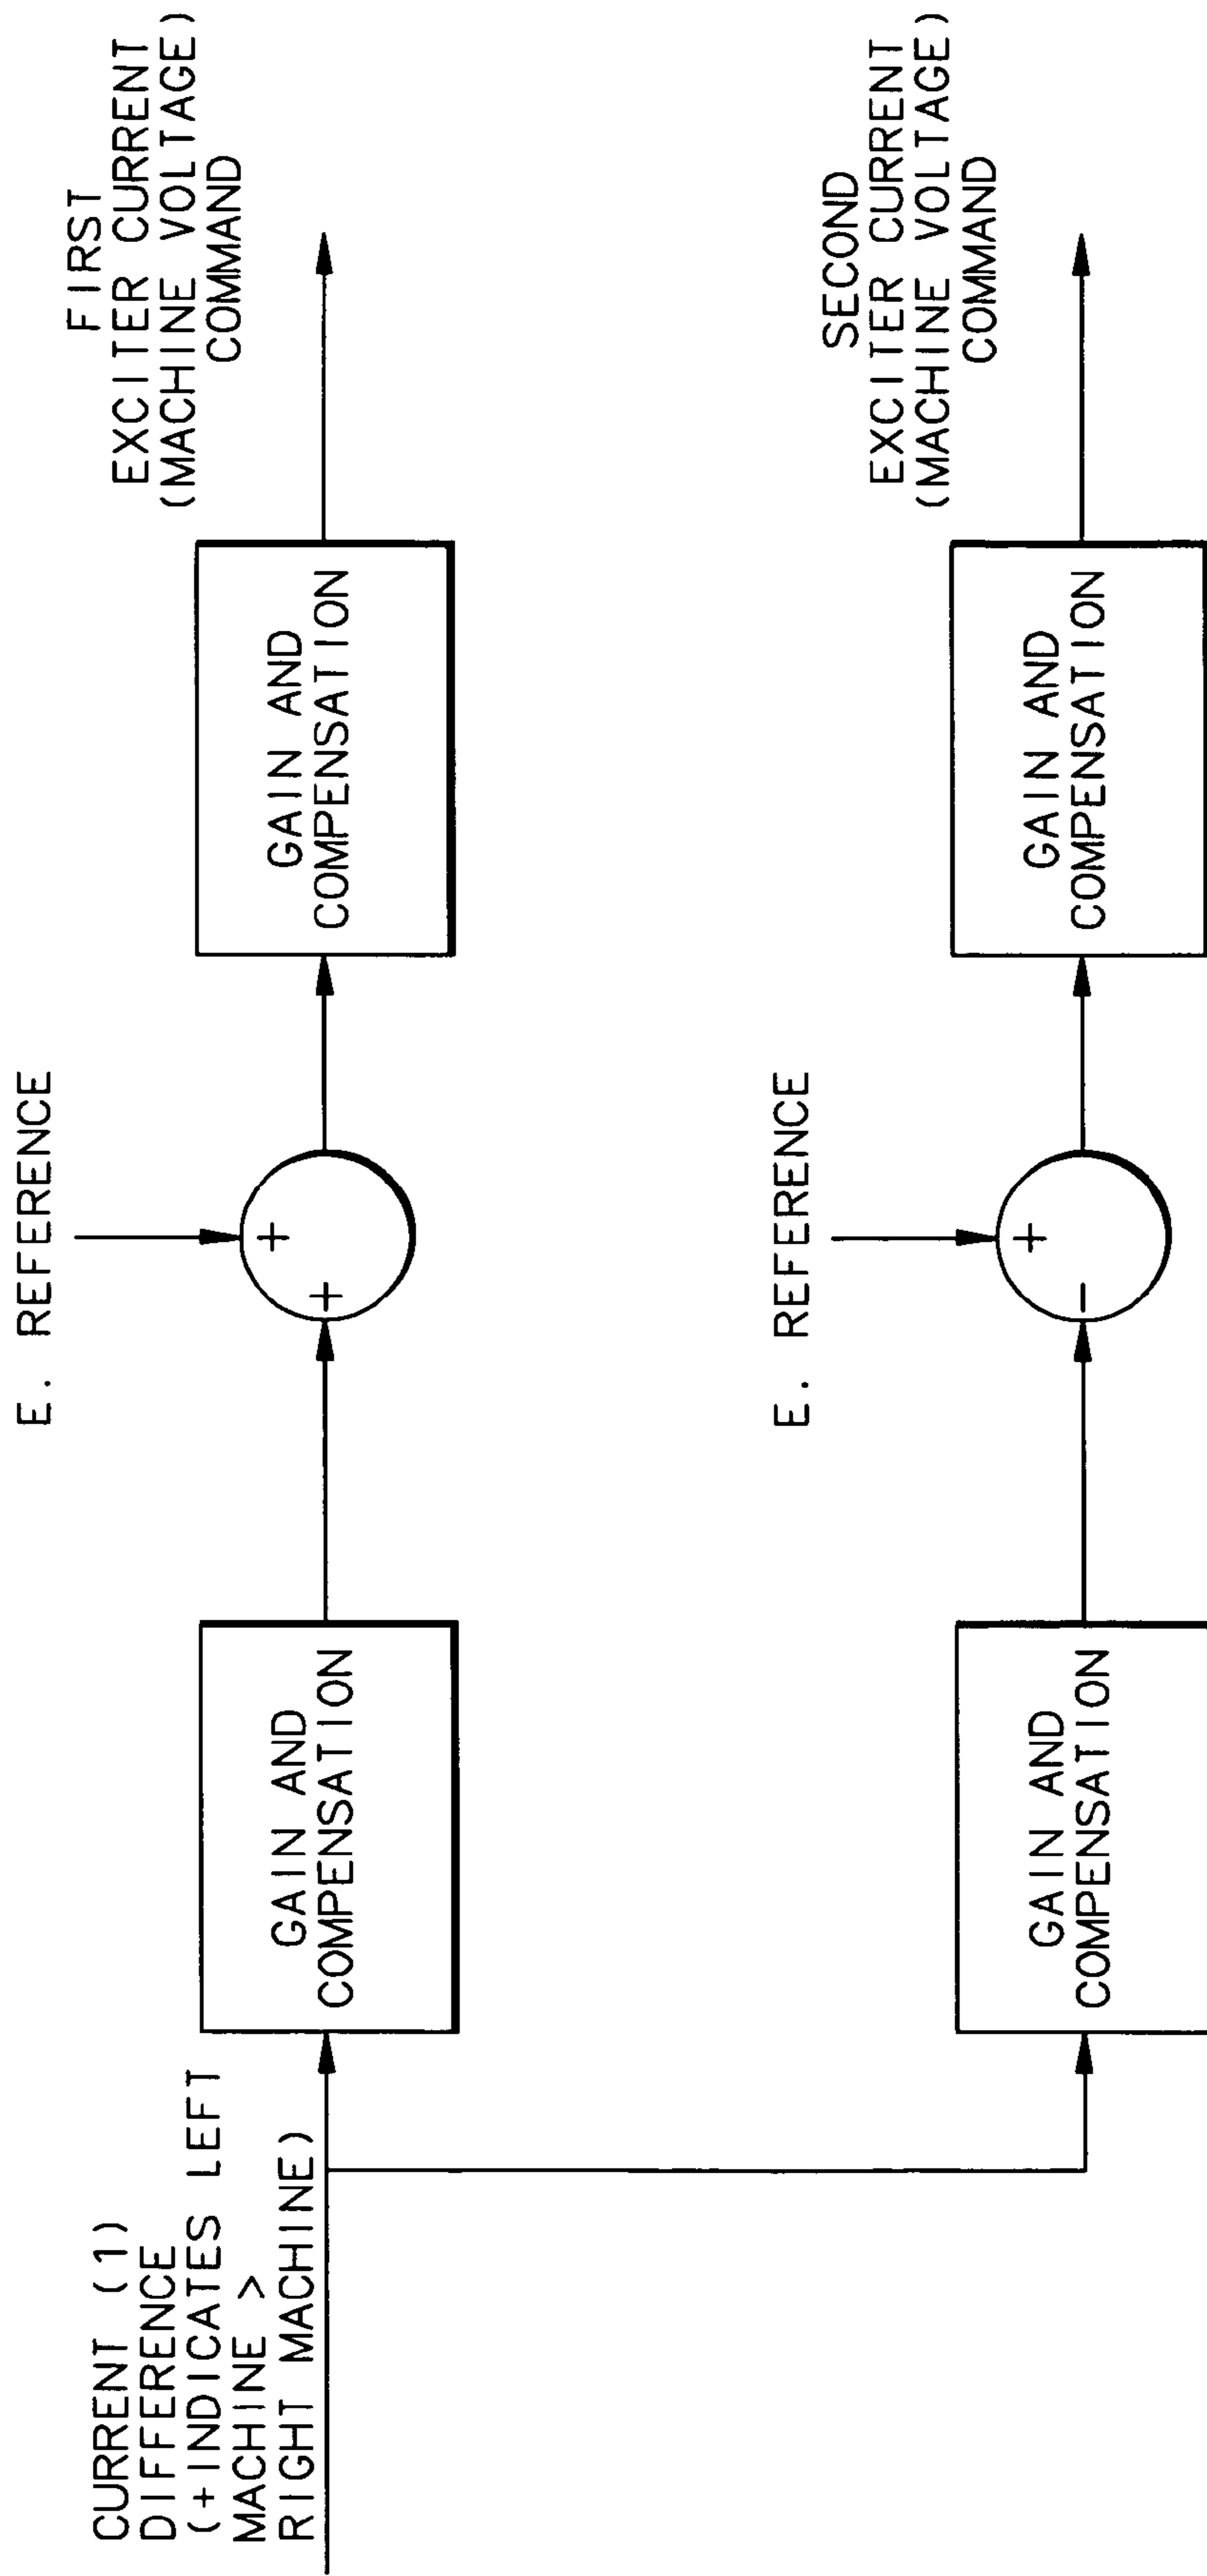 CURRENT (1)
DIFFERENCE
(+INDICATES LEFT
MACHINE >
RIGHT MACHINE)
GAIN AND
COMPENSATION
E. REFERENCE
+
+
GAIN AND
COMPENSATION
FIRST
EXCITER CURRENT
(MACHINE VOLTAGE)
COMMAND
GAIN AND
COMPENSATION
E. REFERENCE
+
-
GAIN AND
COMPENSATION
SECOND
EXCITER CURRENT
(MACHINE VOLTAGE)
COMMAND